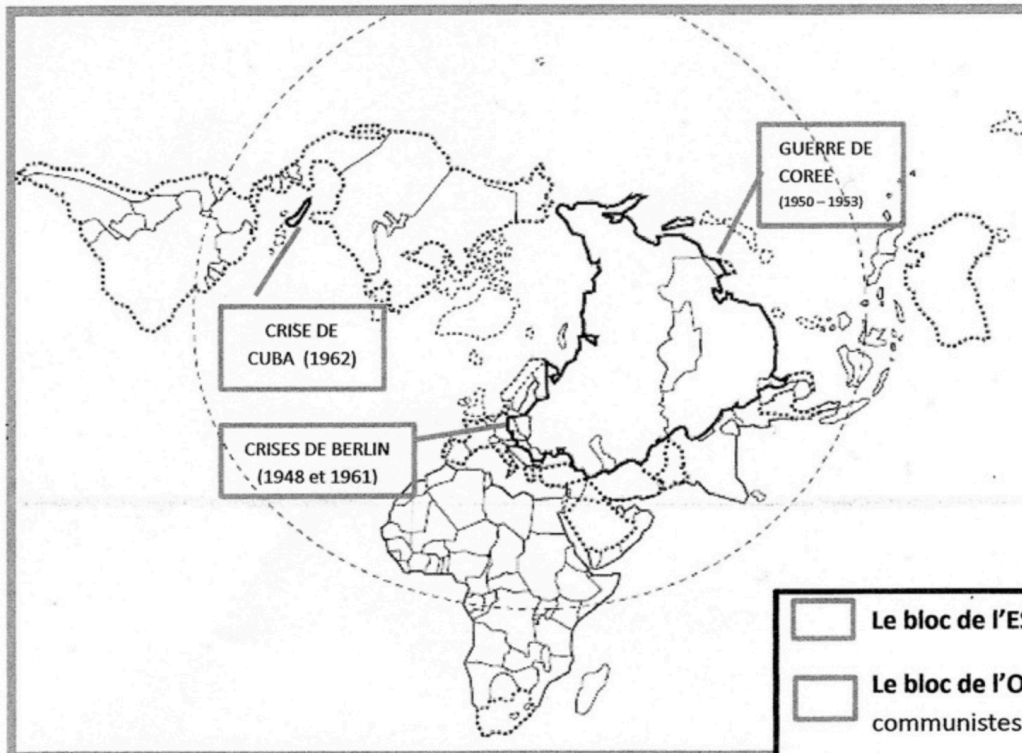 GUERRE DE
COREE
(1950 – 1953)
CRISE DE
CUBA (1962)
CRISES DE BERLIN
(1948 et 1961)
Le bloc de l'ES
Le bloc de l'O
communistes